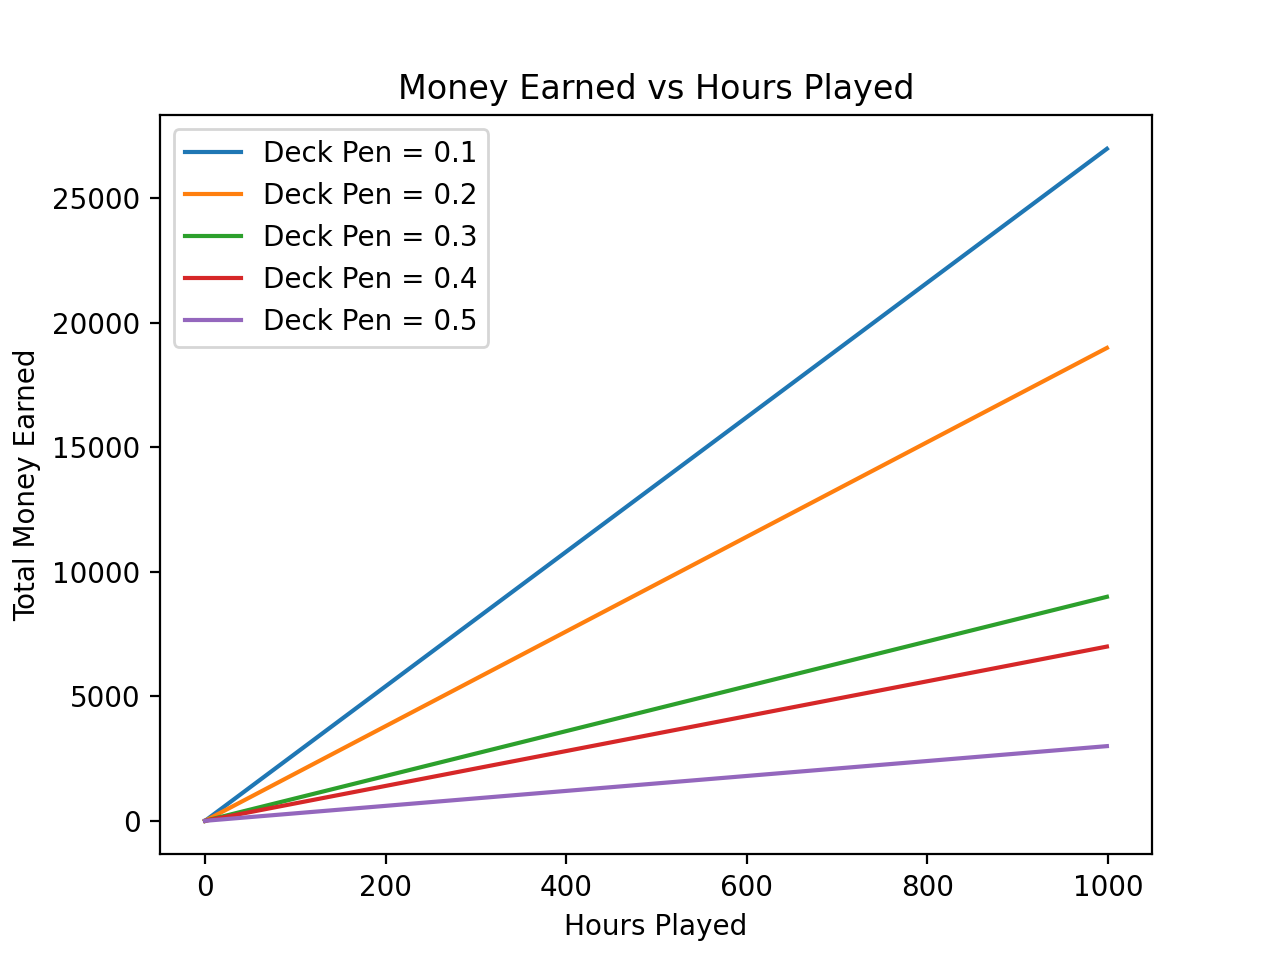 Money Earned vs Hours Played
Deck Pen = 0.1
Deck Pen = 0.2
Deck Pen = 0.3
Deck Pen = 0.4
Deck Pen = 0.5
Total Money Earned
25000
20000
15000
10000
5000
0
0 200 400 600 800 1000
Hours Played